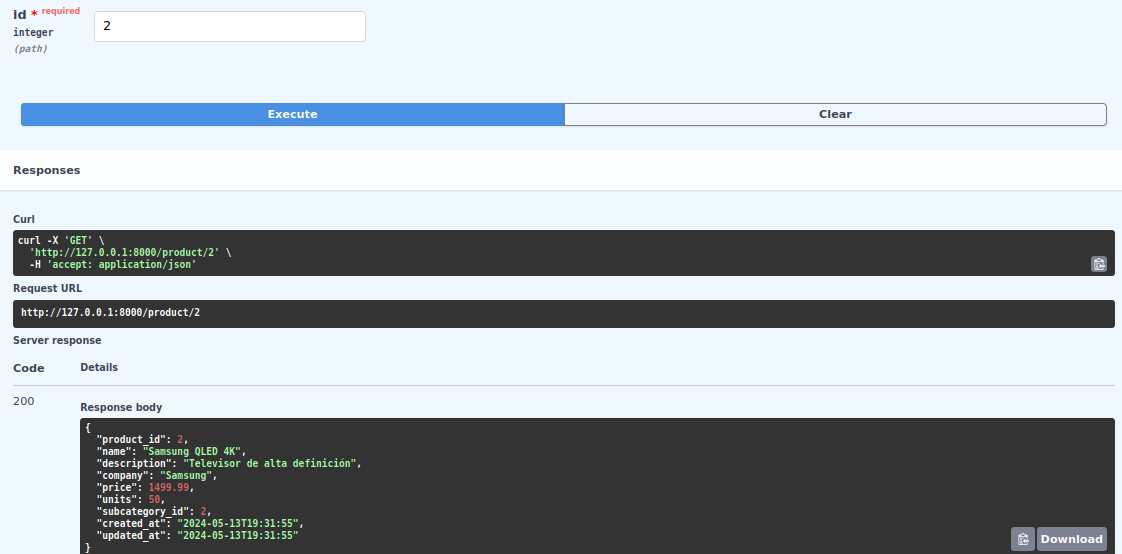 id * required
integer
(path)
2
Execute
Clear
Responses
Curl
curl -X 'GET' \
  'http://127.0.0.1:8000/product/2' \
  -H 'accept: application/json'
Request URL
http://127.0.0.1:8000/product/2
Server response
Code Details
200
Response body
{
  "product_id": 2,
  "name": "Samsung QLED 4K",
  "description": "Televisor de alta definición",
  "company": "Samsung",
  "price": 1499.99,
  "units": 50,
  "subcategory_id": 2,
  "created_at": "2024-05-13T19:31:55",
  "updated_at": "2024-05-13T19:31:55"
}
Download